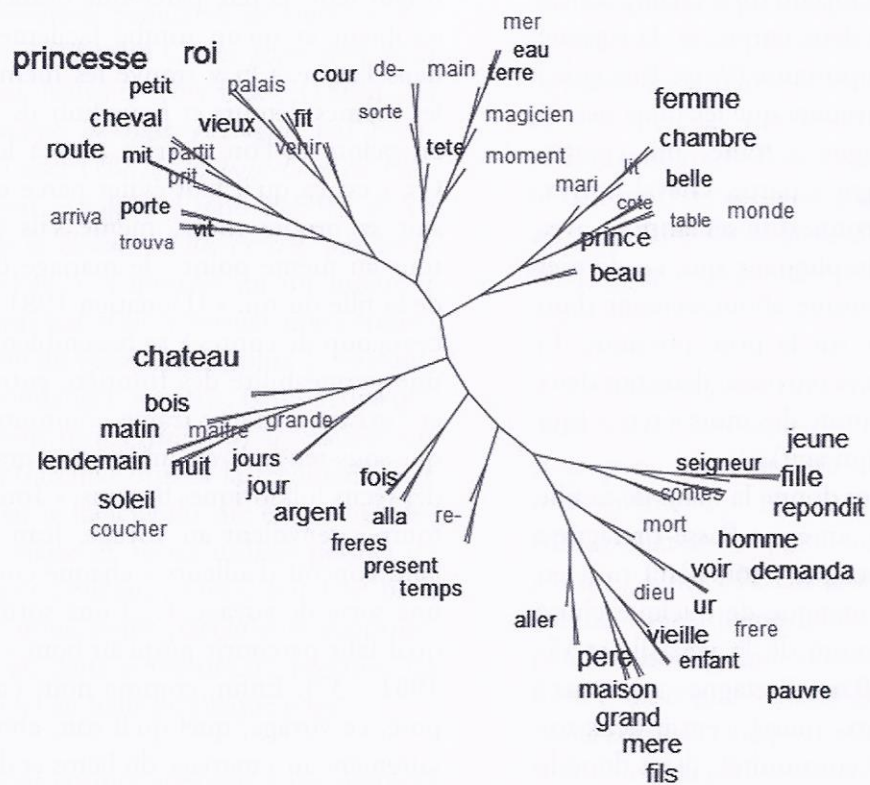 mer
princesse
roi
de-
main
eau
petit
palais
cour
terre
cheval
vieux
fit
sorte
magicien
femme
route
mit
partit
venir
tete
moment
chambre
prit
mari
lit
belle
arriva
porte
vit
cote
table
monde
trouva
prince
beau
chateau
bois
matin
maitre
grande
lendemain
nuit
jours
soleil
jour
fois
coucher
argent
alla
re-
freres
present
temps
jeune
seigneur
fille
contes
repondit
mort
homme
voir
demanda
dieu
ur
aller
vieille
frere
pere
enfant
maison
pauvre
grand
mere
fils